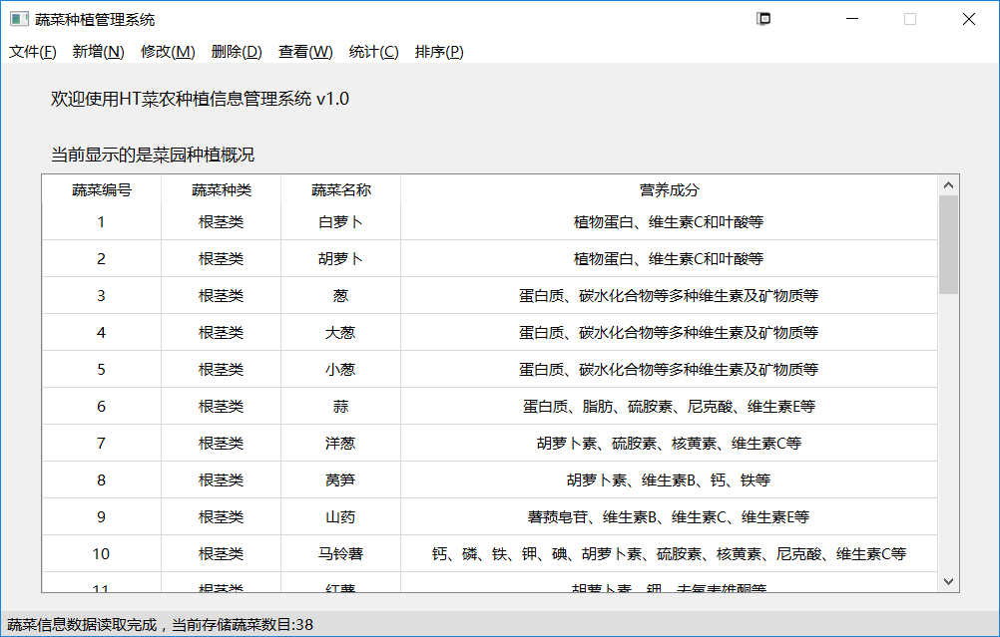 蔬菜种植管理系统
文件(F) 新增(N) 修改(M) 删除(D) 查看(W) 统计(C) 排序(P)
欢迎使用HT菜农种植信息管理系统 v1.0
当前显示的是菜园种植概况
蔬菜编号 蔬菜种类 蔬菜名称 营养成分
1 根茎类 白萝卜 植物蛋白、维生素C和叶酸等
2 根茎类 胡萝卜 植物蛋白、维生素C和叶酸等
3 根茎类 葱 蛋白质、碳水化合物等多种维生素及矿物质等
4 根茎类 大葱 蛋白质、碳水化合物等多种维生素及矿物质等
5 根茎类 小葱 蛋白质、碳水化合物等多种维生素及矿物质等
6 根茎类 蒜 蛋白质、脂肪、硫胺素、尼克酸、维生素E等
7 根茎类 洋葱 胡萝卜素、硫胺素、核黄素、维生素C等
8 根茎类 莴笋 胡萝卜素、维生素B、钙、铁等
9 根茎类 山药 薯蓣皂苷、维生素B、维生素C、维生素E等
10 根茎类 马铃薯 钙、磷、铁、钾、碘、胡萝卜素、硫胺素、核黄素、尼克酸、维生素C等
11 根茎类 红薯 胡萝卜素、钾、去氢表雄酮等
蔬菜信息数据读取完成，当前存储蔬菜数目:38